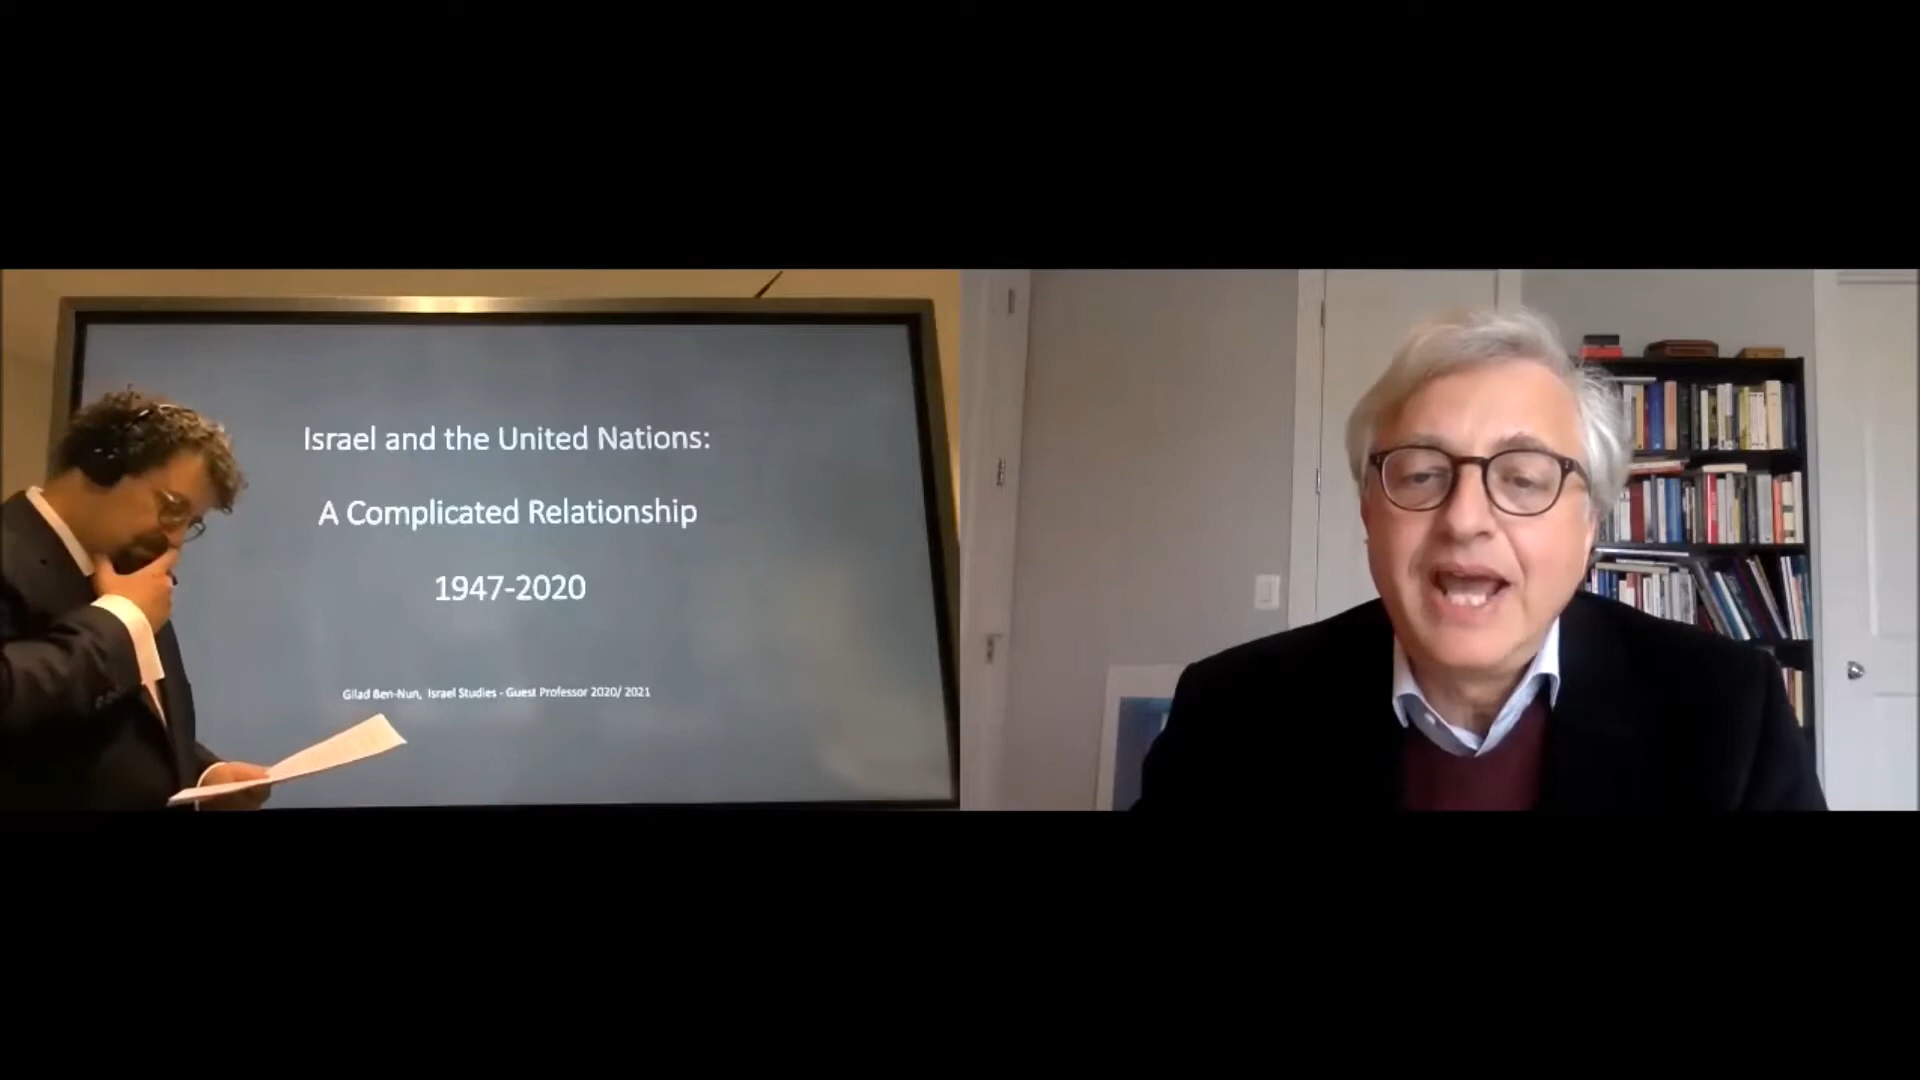 Israel and the United Nations:
A Complicated Relationship
1947-2020
Gilad Ben-Nun, Israel Studies - Guest Professor 2020/ 2021